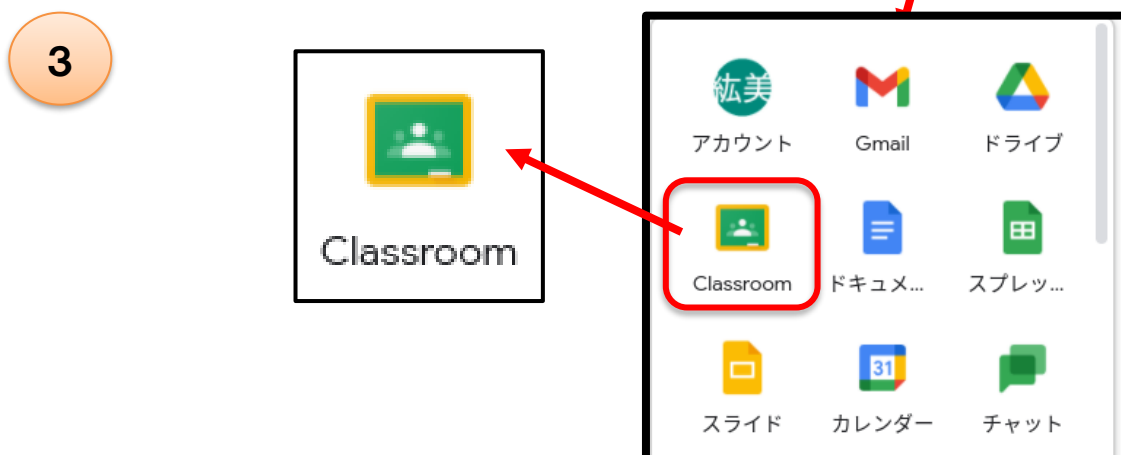 3
Classroom
紘美
アカウント
Gmail
ドライブ
Classroom
ドキュメ...
スプレッ...
31
スライド
カレンダー
チャット